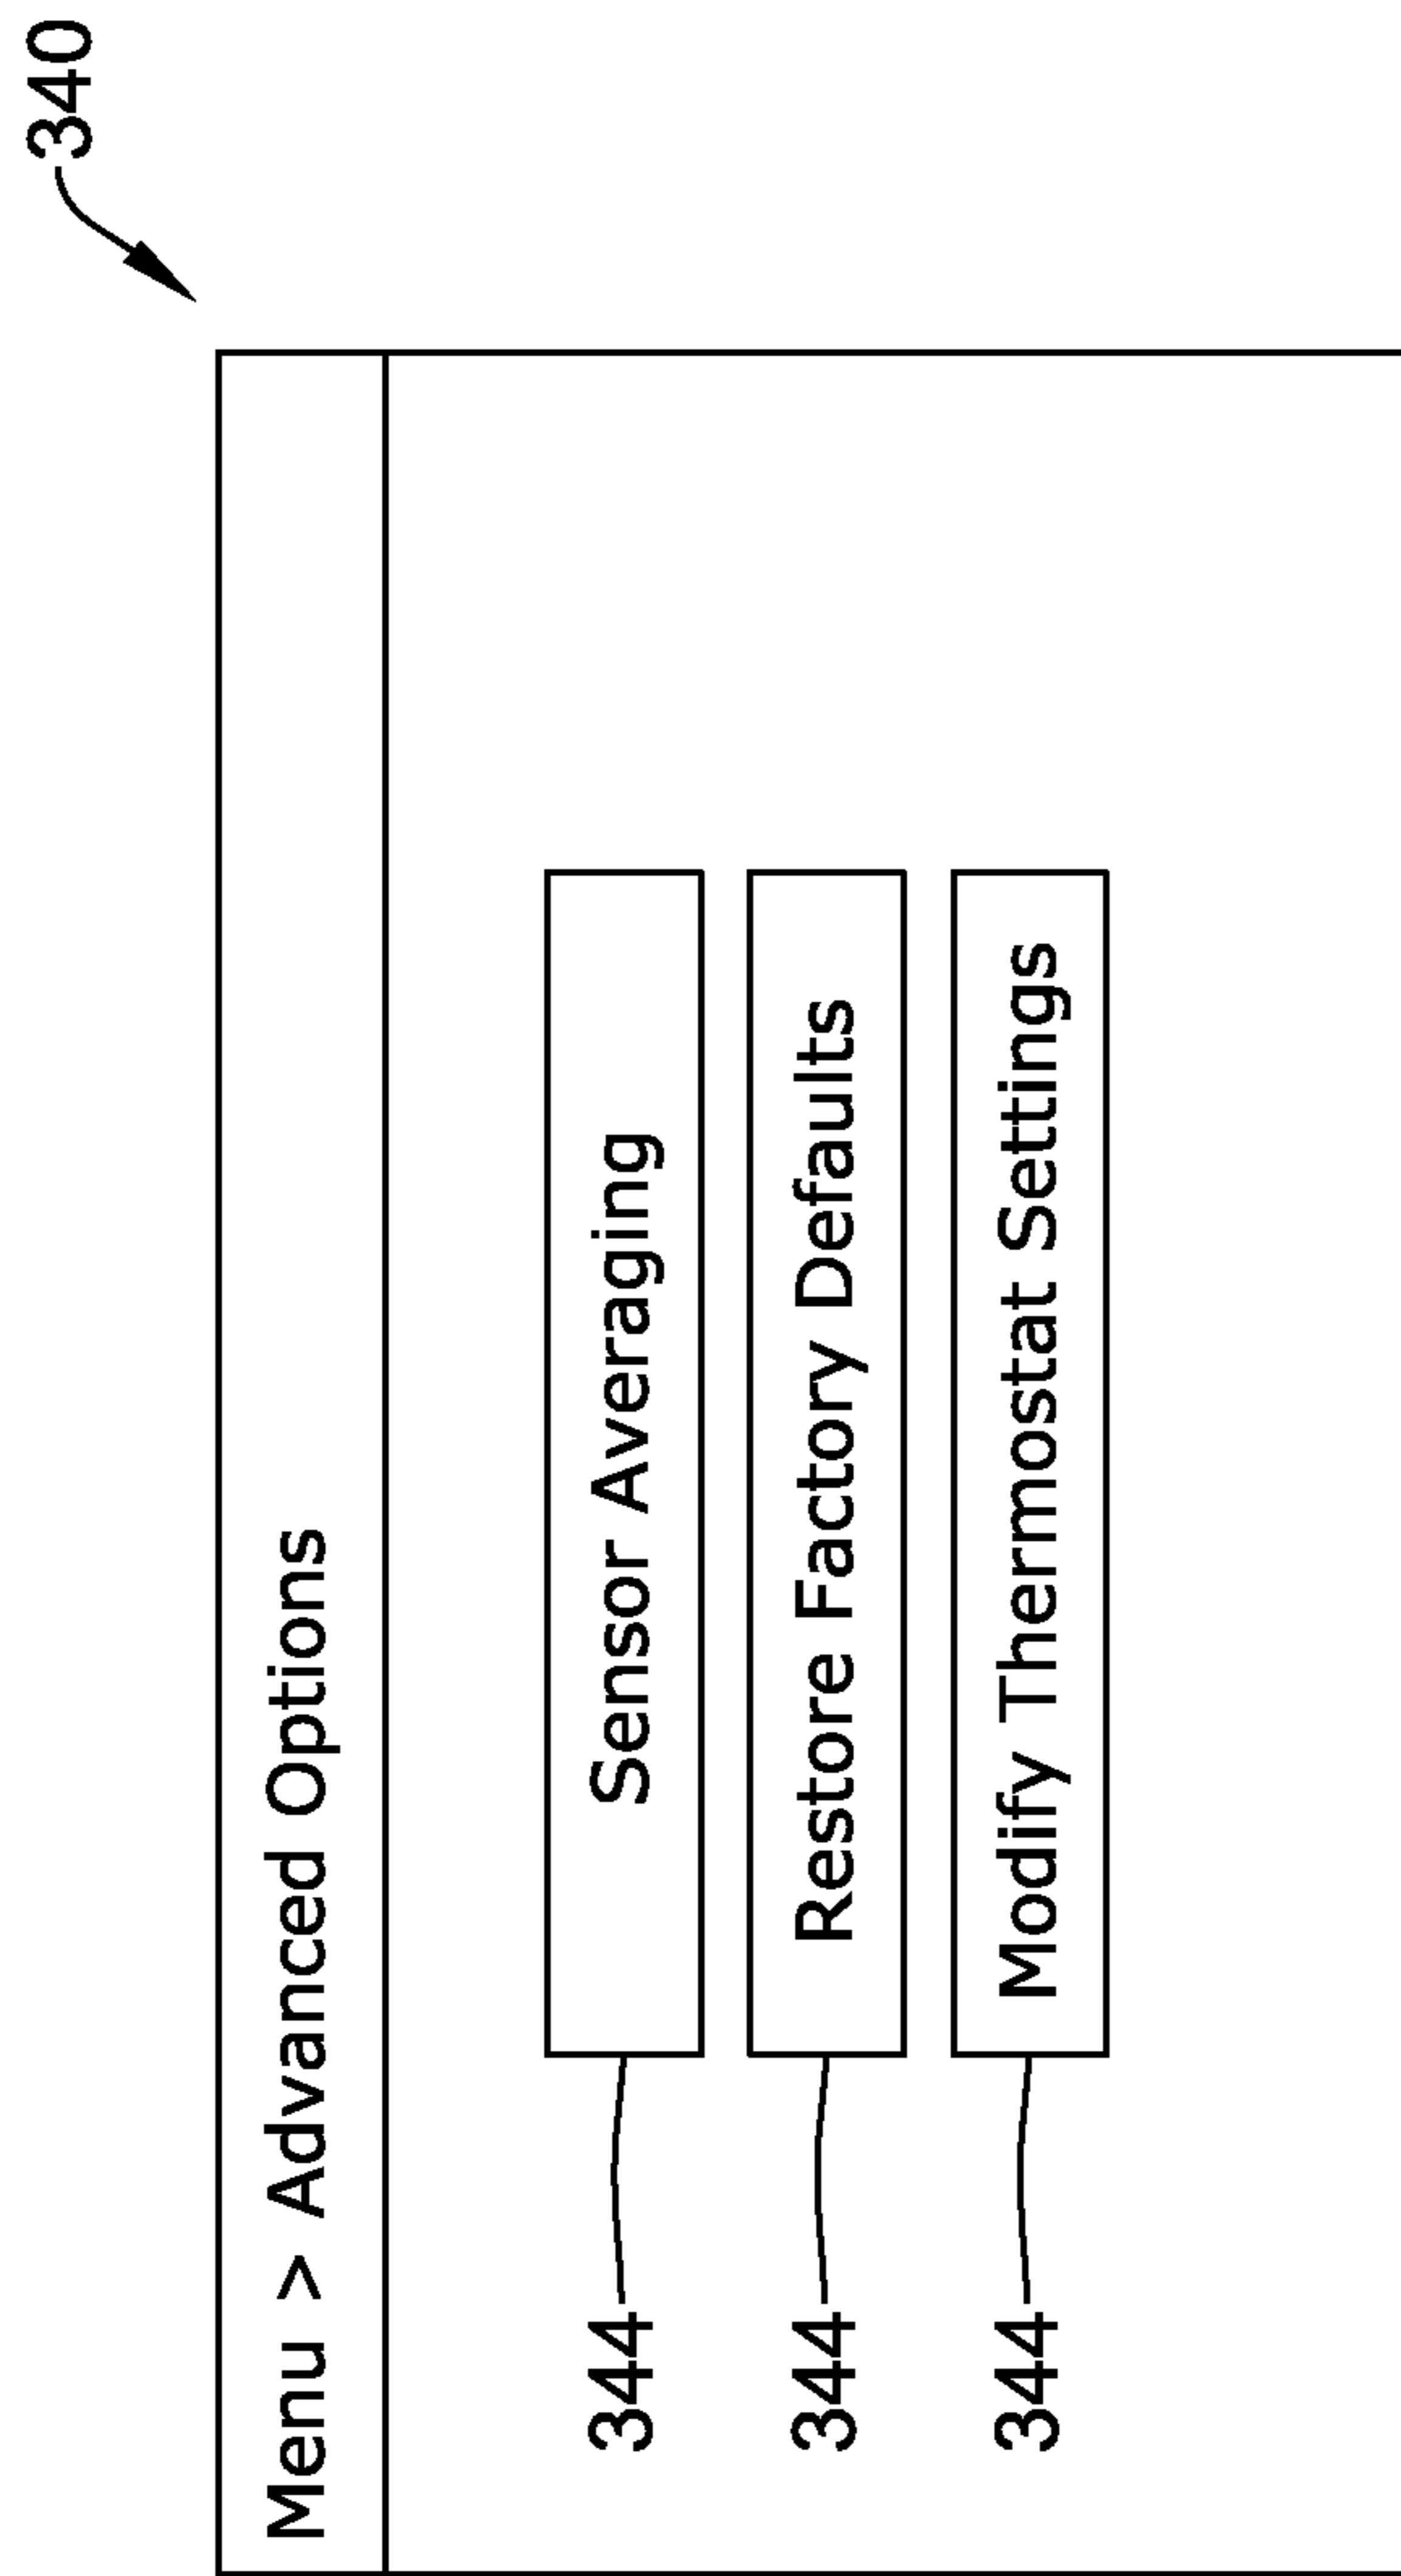 340
Menu > Advanced Options
344 Sensor Averaging
344 Restore Factory Defaults
344 Modify Thermostat Settings